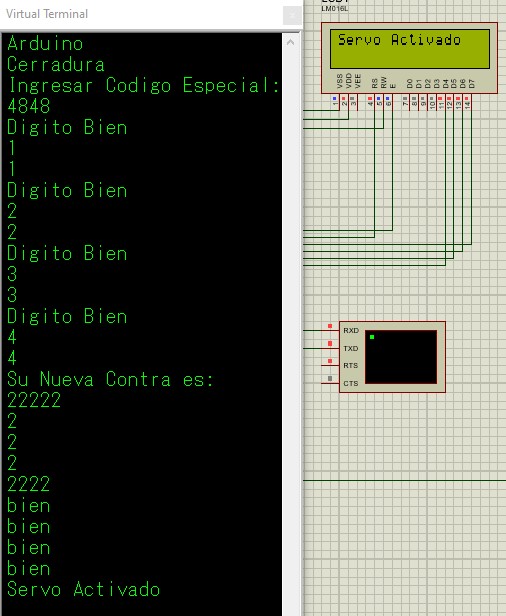 Virtual Terminal
Arduino
Cerradura
Ingresar Codigo Especial:
4848
Digito Bien
1
1
Digito Bien
2
2
Digito Bien
3
3
Digito Bien
4
4
Su Nueva Contra es:
22222
2
2
2
2222
bien
bien
bien
bien
Servo Activado
LM016L
Servo Activado
VSS
VDD
VEE
RS
RW
E
D0
D1
D2
D3
D4
D5
D6
D7
1
2
3
4
5
6
7
8
9
10
11
12
13
14
RXD
TXD
RTS
CTS